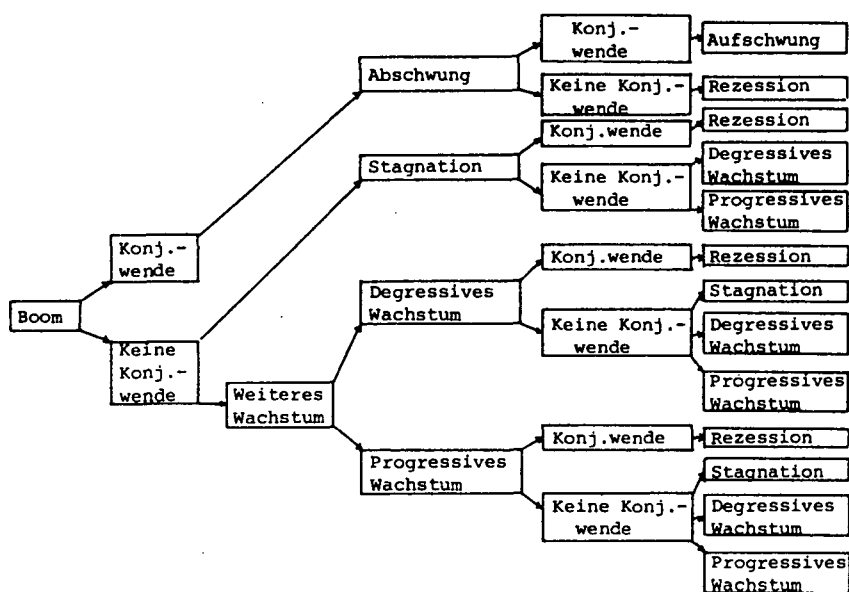 Boom
Konj.-
wende
Keine
Konj.-
wende
Weiteres
Wachstum
Abschwung
Stagnation
Degressives
Wachstum
Progressives
Wachstum
Konj.-
wende
Keine Konj.-
wende
Konj.wende
Keine Konj.-
wende
Konj.wende
Keine Konj.-
wende
Konj.wende
Keine Konj.-
wende
Aufschwung
Rezession
Rezession
Degressives
Wachstum
Progressives
Wachstum
Rezession
Stagnation
Degressives
Wachstum
Progressives
Wachstum
Rezession
Stagnation
Degressives
Wachstum
Progressives
Wachstum